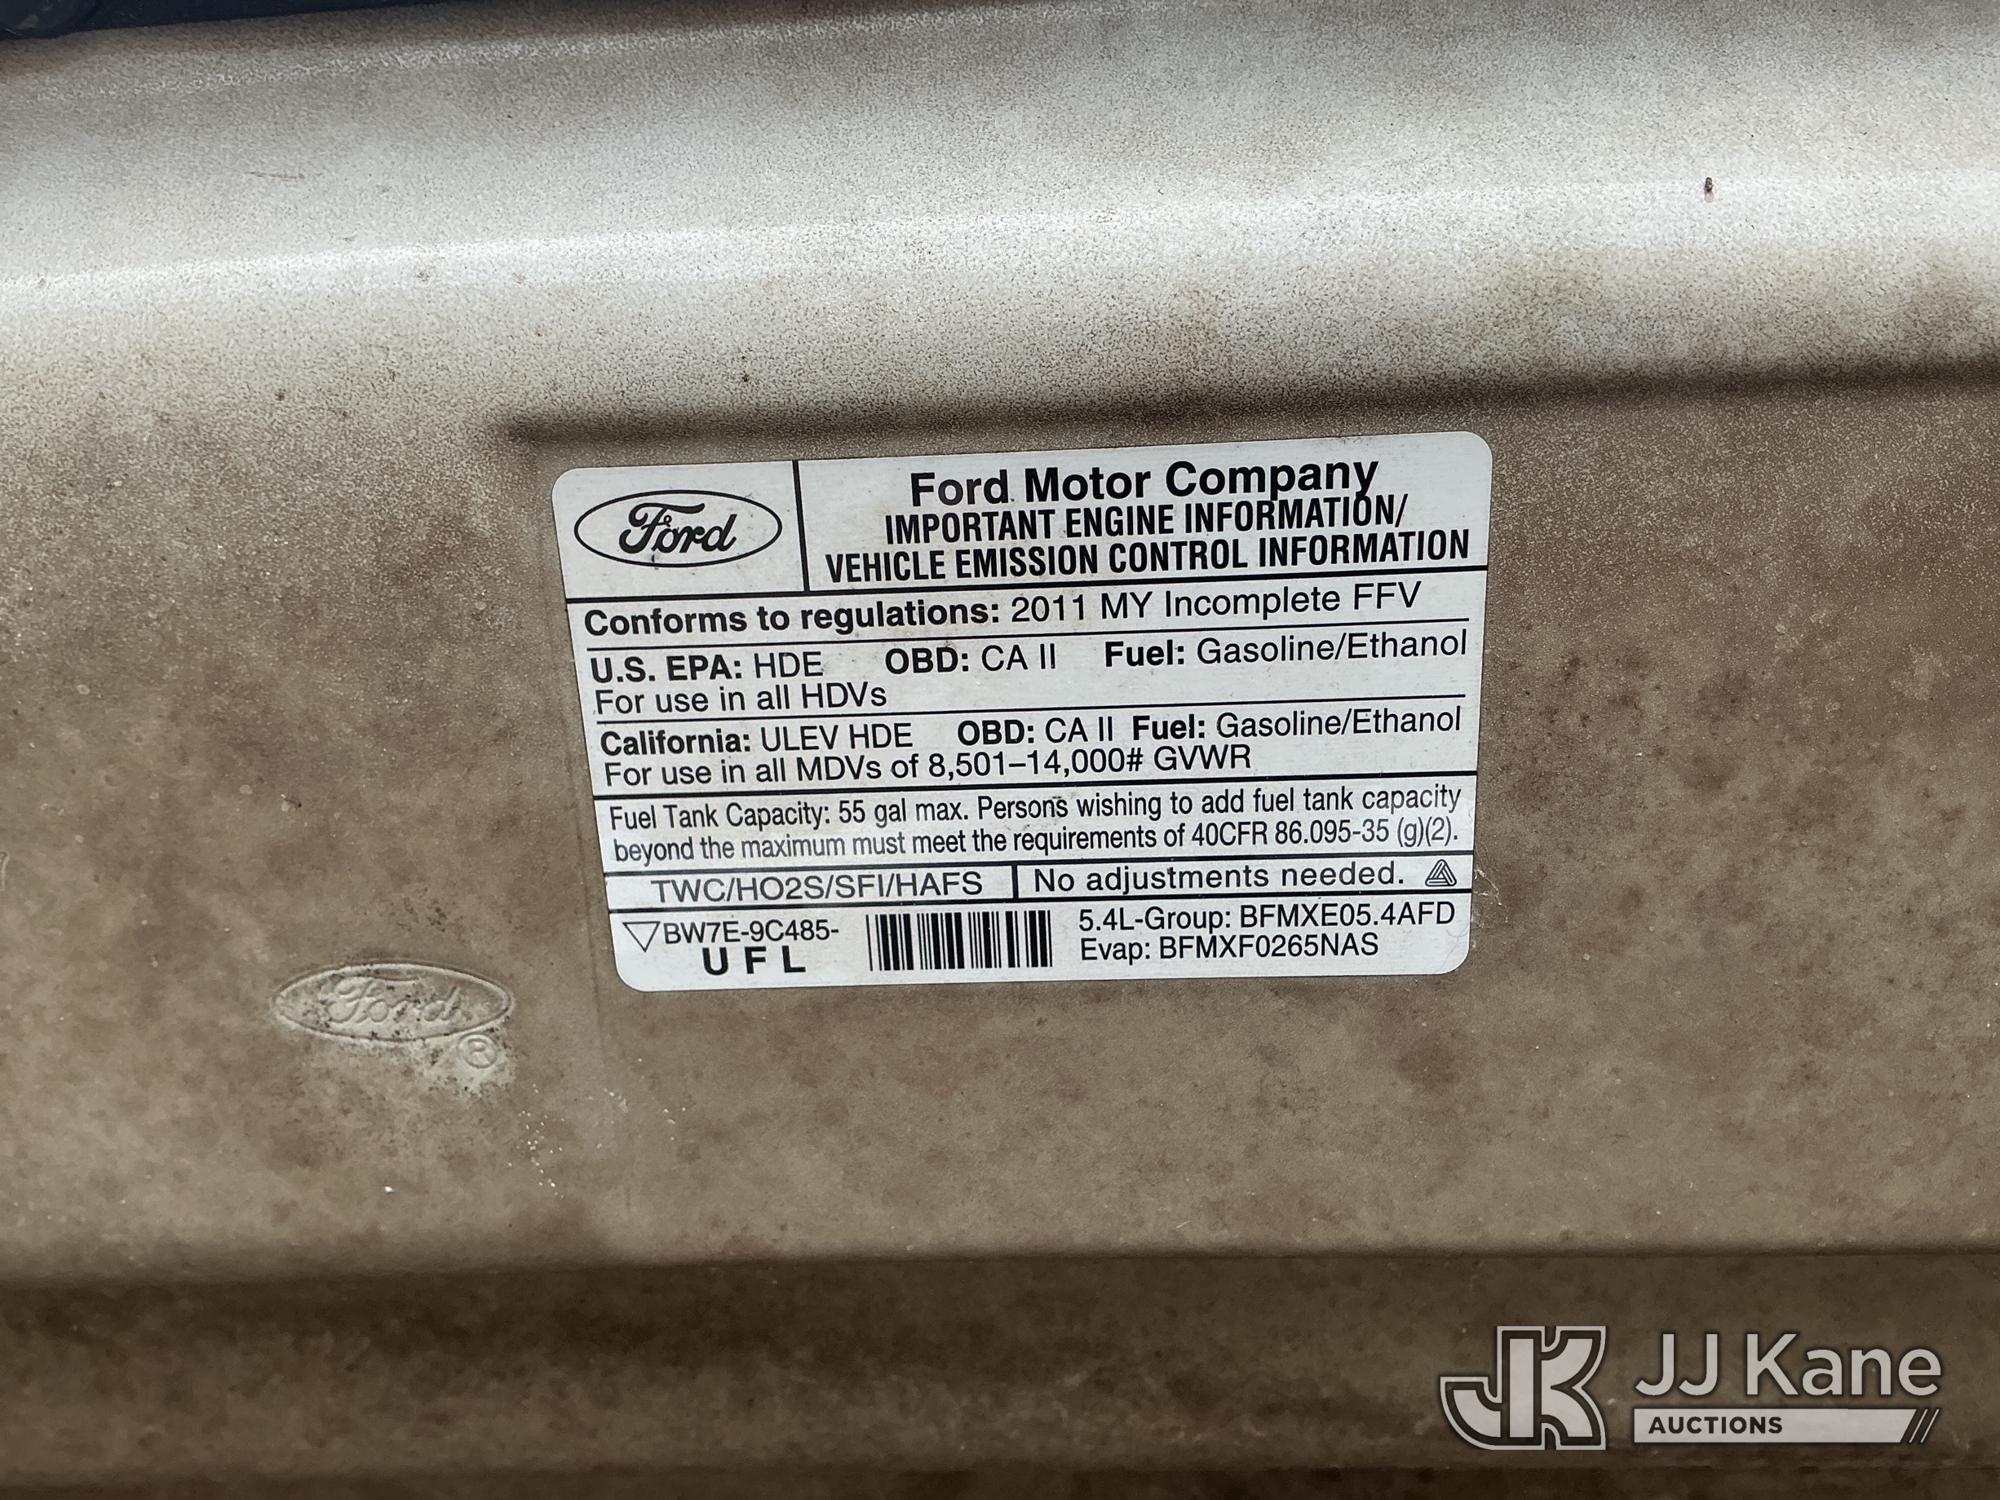 Ford
Ford Motor Company
IMPORTANT ENGINE INFORMATION/
VEHICLE EMISSION CONTROL INFORMATION
Conforms to regulations: 2011 MY Incomplete FFV
U.S. EPA: HDE OBD: CA II Fuel: Gasoline/Ethanol
For use in all HDVs
California: ULEV HDE OBD: CA II Fuel: Gasoline/Ethanol
For use in all MDVs of 8,501–14,000# GVWR
Fuel Tank Capacity: 55 gal max. Persons wishing to add fuel tank capacity
beyond the maximum must meet the requirements of 40CFR 86.095-35 (g)(2).
TWC/HO2S/SFI/HAFS No adjustments needed.
BW7E-9C485-
UFL
5.4L-Group: BFMXE05.4AFD
Evap: BFMXF0265NAS
Ford ®
JK JJ Kane
AUCTIONS